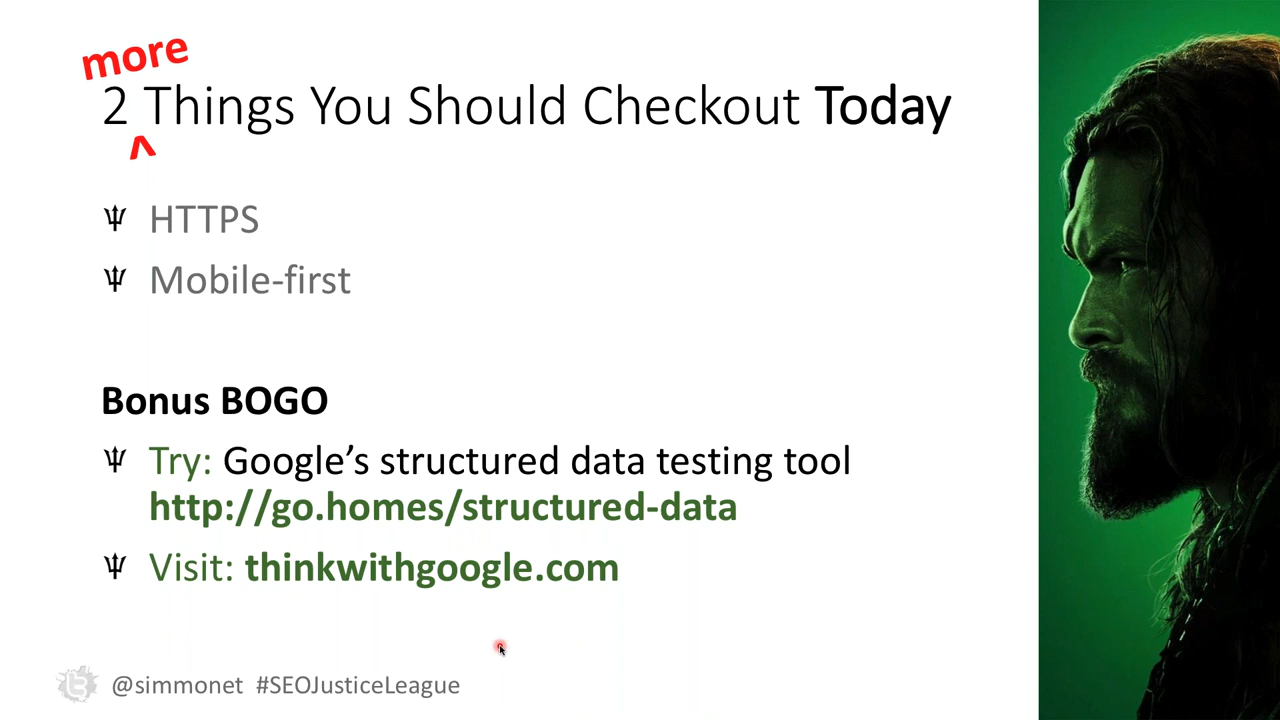 more
2 Things You Should Checkout Today
^
HTTPS
Mobile-first
Bonus BOGO
Try: Google’s structured data testing tool
http://go.homes/structured-data
Visit: thinkwithgoogle.com
@simmonet #SEOJusticeLeague